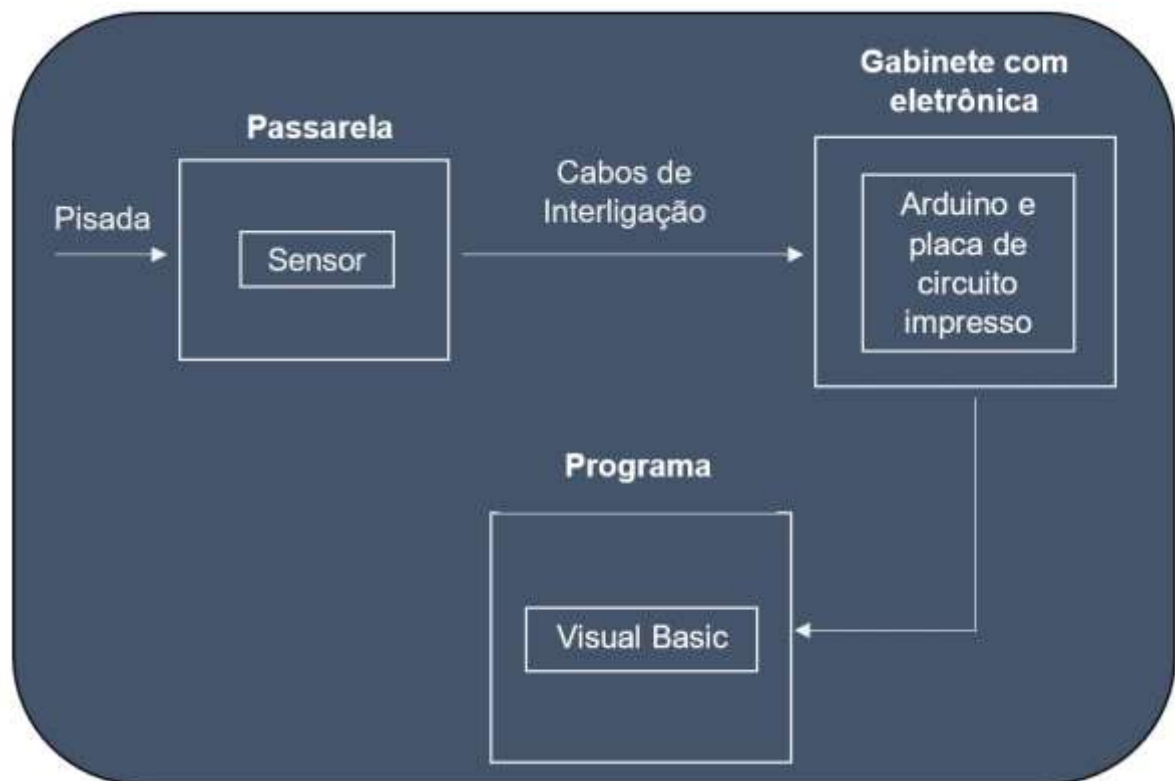 Passarela
Gabinete com
eletrônica
Pisada
Sensor
Cabos de
Interligação
Arduino e
placa de
circuito
impresso
Programa
Visual Basic